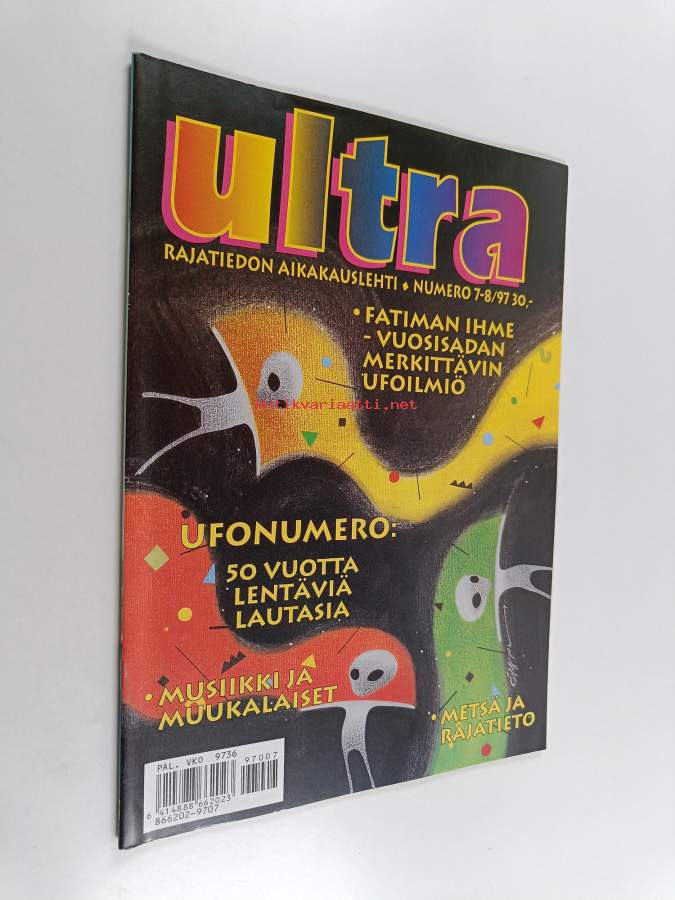 ultra
RAJATIEDON AIKAKAUSLEHTI ♦ NUMERO 7-8/97 30,-
• FATIMAN IHME
- VUOSISADAN
MERKITTÄVIN
UFOILMIÖ
antikvariaatti.net
UFONUMERO:
50 VUOTTA
LENTÄVIÄ
LAUTASIA
• MUSIIKKI JA
MUUKALAISET
• METSÄ JA
RAJATIETO
PAL. VKO 9736
97007
6 414888 662023
866202-9707